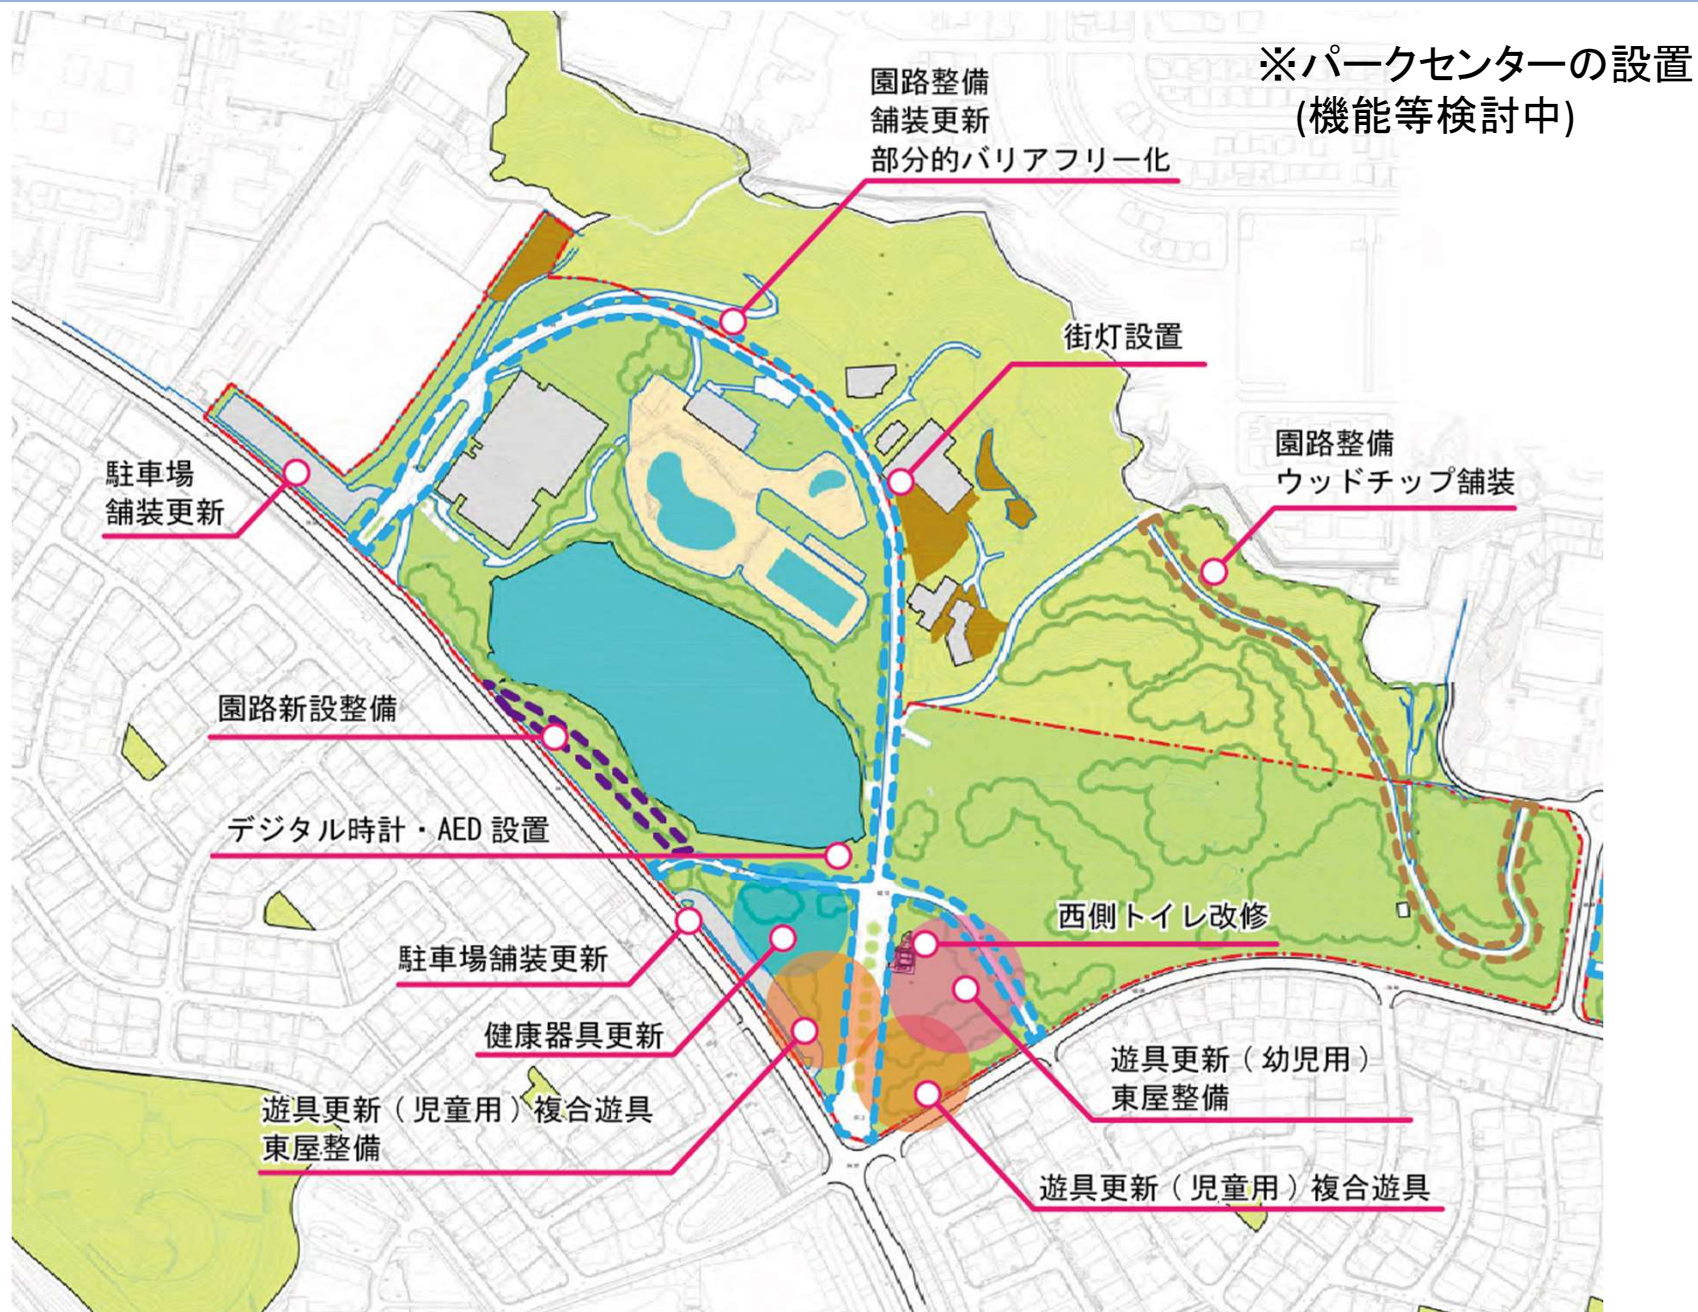 ※パークセンターの設置
(機能等検討中)
園路整備
舗装更新
部分的バリアフリー化
街灯設置
園路整備
ウッドチップ舗装
駐車場
舗装更新
園路新設整備
デジタル時計・AED 設置
西側トイレ改修
駐車場舗装更新
健康器具更新
遊具更新（幼児用）
東屋整備
遊具更新（児童用）複合遊具
東屋整備
遊具更新（児童用）複合遊具